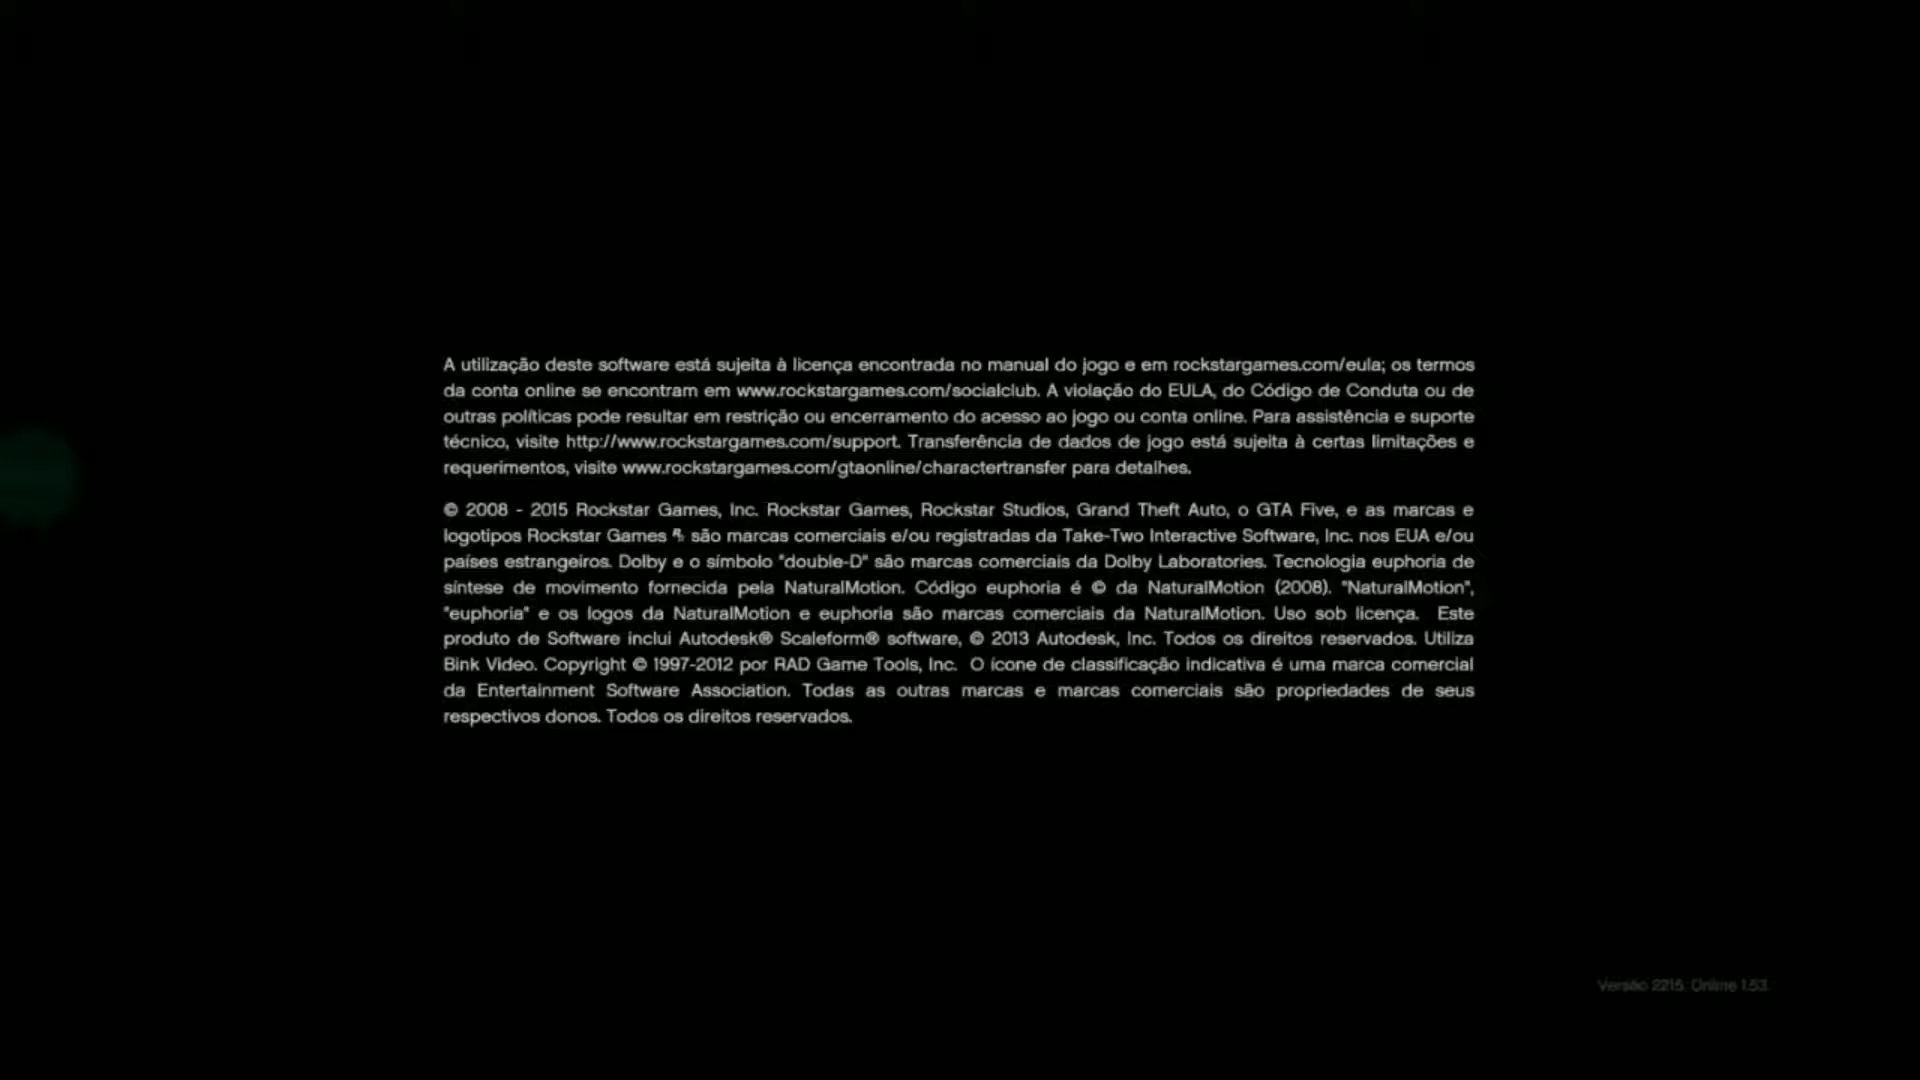 A utilização deste software está sujeita à licença encontrada no manual do jogo e em rockstargames.com/eula; os termos
da conta online se encontram em www.rockstargames.com/socialclub. A violação do EULA, do Código de Conduta ou de
outras políticas pode resultar em restrição ou encerramento do acesso ao jogo ou conta online. Para assistência e suporte
técnico, visite http://www.rockstargames.com/support. Transferência de dados de jogo está sujeita à certas limitações e
requerimentos, visite www.rockstargames.com/gtaonline/charactertransfer para detalhes.
© 2008 - 2015 Rockstar Games, Inc. Rockstar Games, Rockstar Studios, Grand Theft Auto, o GTA Five, e as marcas e
logotipos Rockstar Games R* são marcas comerciais e/ou registradas da Take-Two Interactive Software, Inc. nos EUA e/ou
países estrangeiros. Dolby e o símbolo "double-D" são marcas comerciais da Dolby Laboratories. Tecnologia euphoria de
síntese de movimento fornecida pela NaturalMotion. Código euphoria é © da NaturalMotion (2008). "NaturalMotion",
"euphoria" e os logos da NaturalMotion e euphoria são marcas comerciais da NaturalMotion. Uso sob licença. Este
produto de Software inclui Autodesk® Scaleform® software, © 2013 Autodesk, Inc. Todos os direitos reservados. Utiliza
Bink Video. Copyright © 1997-2012 por RAD Game Tools, Inc. O ícone de classificação indicativa é uma marca comercial
da Entertainment Software Association. Todas as outras marcas e marcas comerciais são propriedades de seus
respectivos donos. Todos os direitos reservados.
Versão 2215. Online 1.53